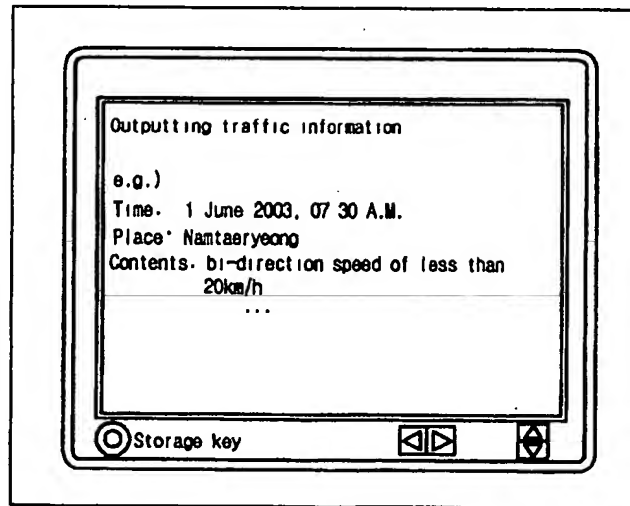 Outputting traffic information
e.g.)
Time. 1 June 2003, 07 30 A.M.
Place· Namtaeryeong
Contents. bi-direction speed of less than
20km/h
...
Storage key